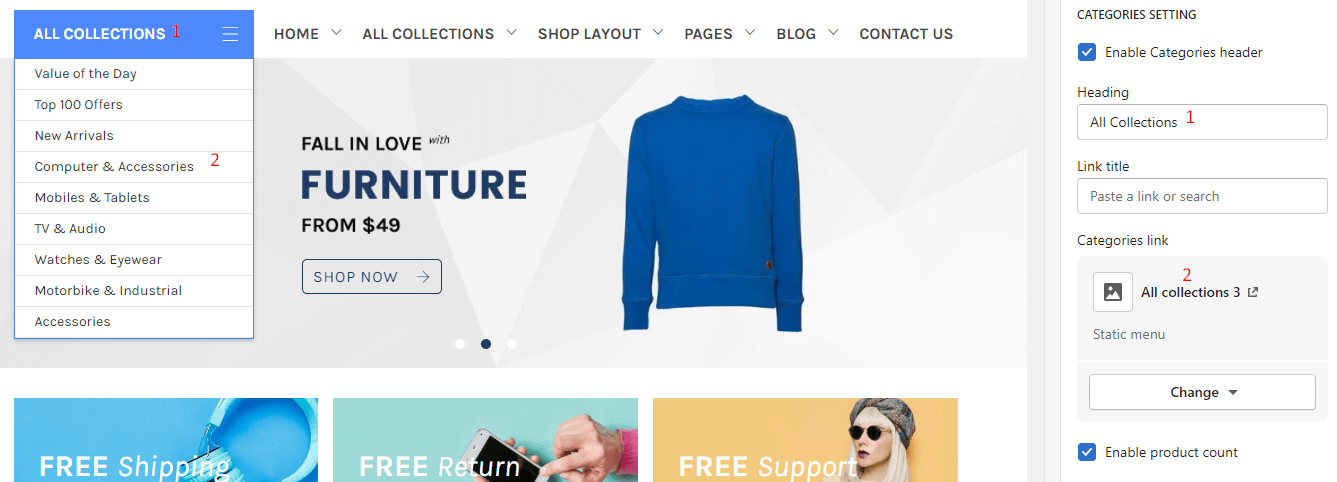 ALL COLLECTIONS 1
HOME ALL COLLECTIONS SHOP LAYOUT PAGES BLOG CONTACT US
Value of the Day
Top 100 Offers
New Arrivals
Computer & Accessories 2
Mobiles & Tablets
TV & Audio
Watches & Eyewear
Motorbike & Industrial
Accessories
FALL IN LOVE with
FURNITURE
FROM $49
SHOP NOW
FREE Shipping
FREE Return
FREE Support
CATEGORIES SETTING
Enable Categories header
Heading
All Collections 1
Link title
Paste a link or search
Categories link
2
All collections 3
Static menu
Change
Enable product count